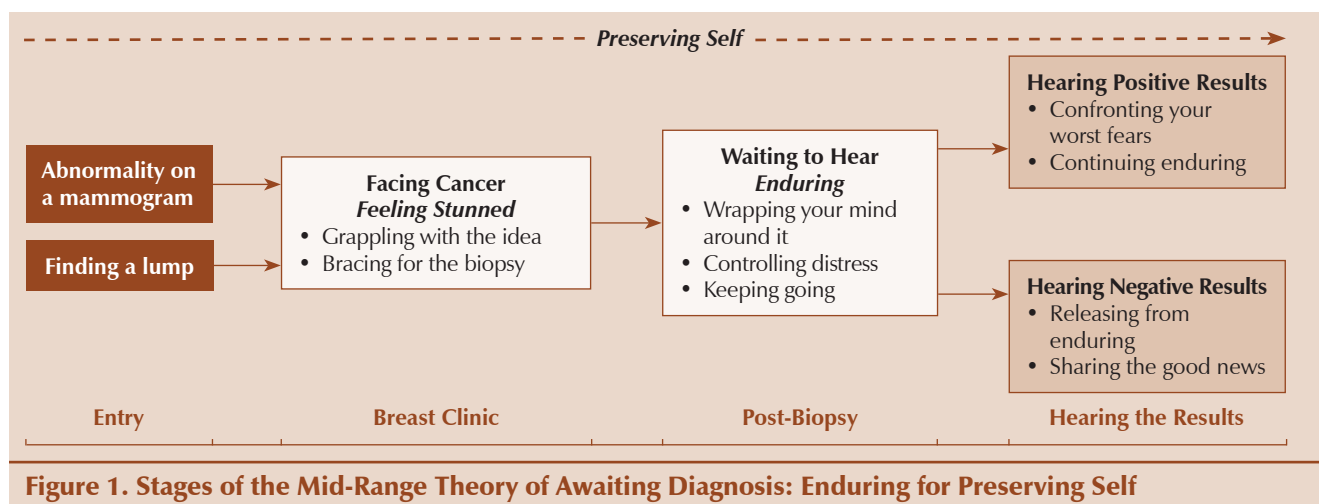 Preserving Self
Abnormality on
a mammogram
Finding a lump
Facing Cancer
Feeling Stunned
• Grappling with the idea
• Bracing for the biopsy
Waiting to Hear
Enduring
• Wrapping your mind
around it
• Controlling distress
• Keeping going
Hearing Positive Results
• Confronting your
worst fears
• Continuing enduring
Hearing Negative Results
• Releasing from
enduring
• Sharing the good news
Entry
Breast Clinic
Post-Biopsy
Hearing the Results
Figure 1. Stages of the Mid-Range Theory of Awaiting Diagnosis: Enduring for Preserving Self